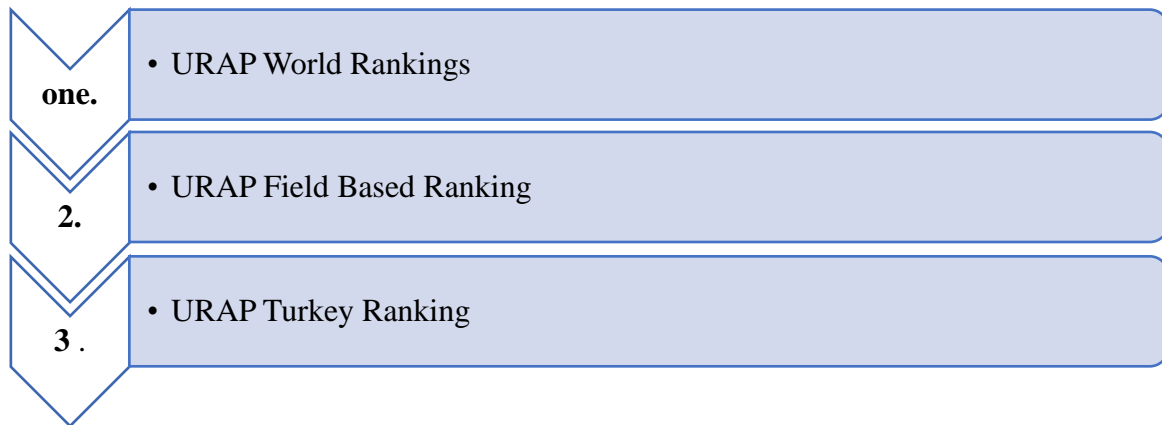 one.
• URAP World Rankings
2.
• URAP Field Based Ranking
3 .
• URAP Turkey Ranking